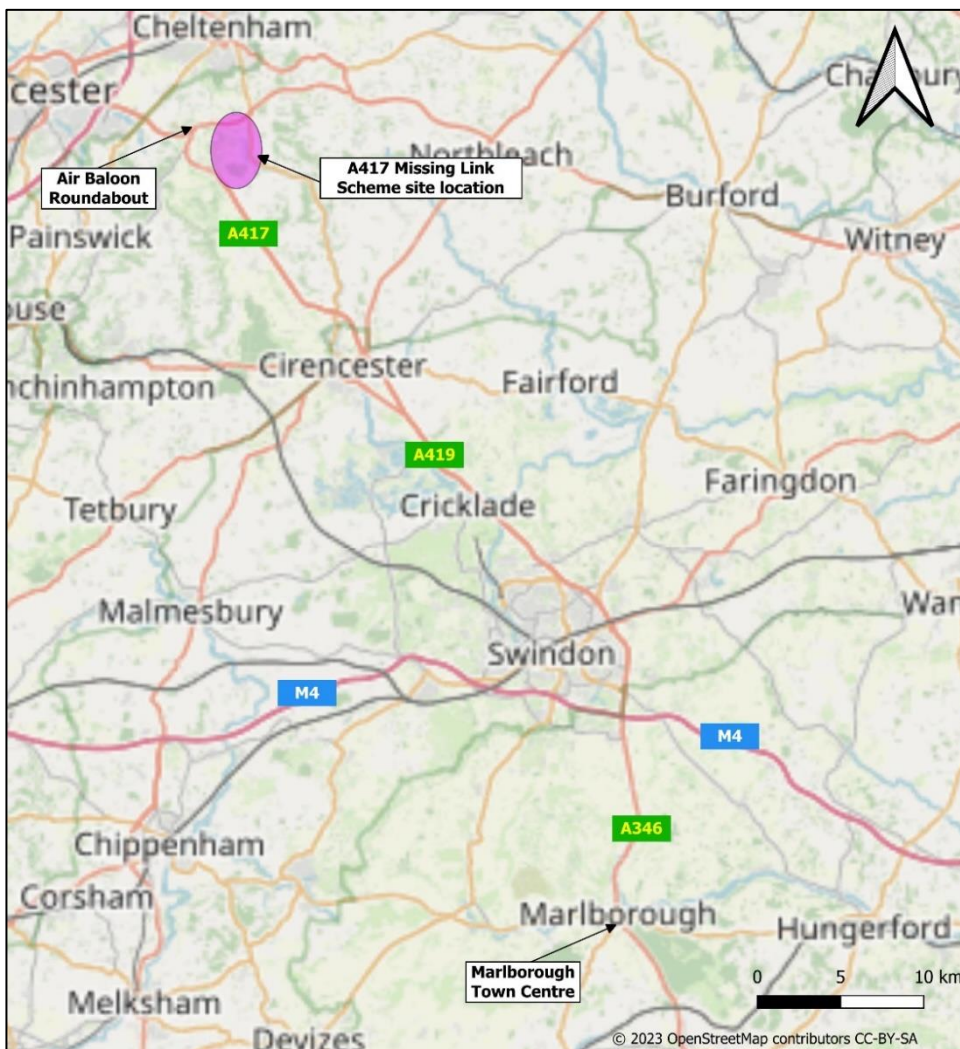 Cheltenham
cester
Charlbury
Air Baloon
Roundabout
A417 Missing Link
Scheme site location
Northleach
Burford
Painswick
A417
Witney
ouse
Cirencester
nchinhampton
Fairford
A419
Faringdon
Cricklade
Tetbury
Malmesbury
Wan
Swindon
M4
M4
A346
Chippenham
Corsham
Marlborough
Hungerford
Marlborough
Town Centre
0 5 10 km
Melksham
Devizes
© 2023 OpenStreetMap contributors CC-BY-SA